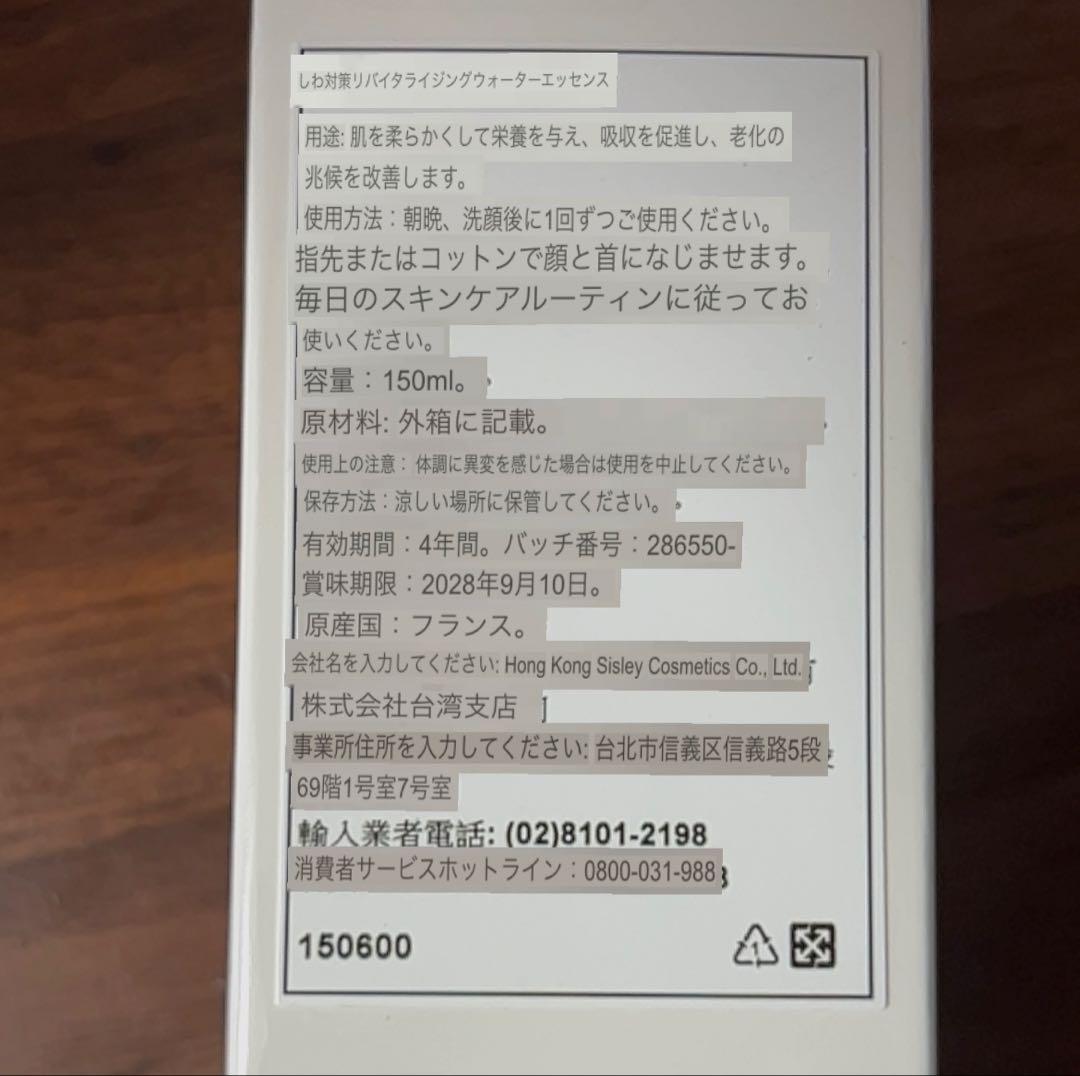 しわ対策リバイタライジングウォーターエッセンス
用途: 肌を柔らかくして栄養を与え、吸収を促進し、老化の
兆候を改善します。
使用方法：朝晩、洗顔後に1回ずつご使用ください。
指先またはコットンで顔と首になじませます。
毎日のスキンケアルーティンに従ってお
使いください。
容量：150ml。
原材料: 外箱に記載。
使用上の注意： 体調に異変を感じた場合は使用を中止してください。
保存方法：涼しい場所に保管してください。
有効期間：4年間。バッチ番号：286550-
賞味期限：2028年9月10日。
原産国：フランス。
会社名を入力してください: Hong Kong Sisley Cosmetics Co., Ltd.
株式会社台湾支店
事業所住所を入力してください: 台北市信義区信義路5段
69階1号室7号室
輸入業者電話: (02)8101-2198
消費者サービスホットライン：0800-031-988
150600
1